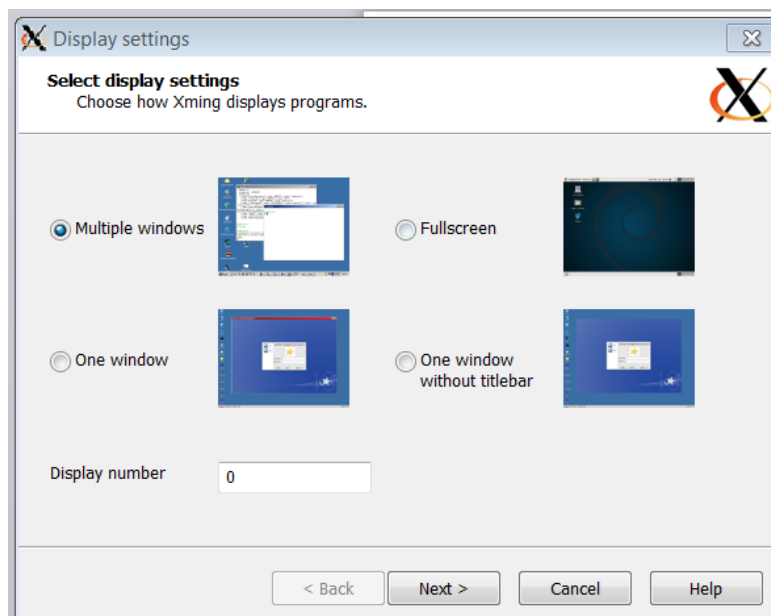 Display settings
Select display settings
Choose how Xming displays programs.
Multiple windows
Fullscreen
One window
One window
without titlebar
Display number
0
< Back
Next >
Cancel
Help